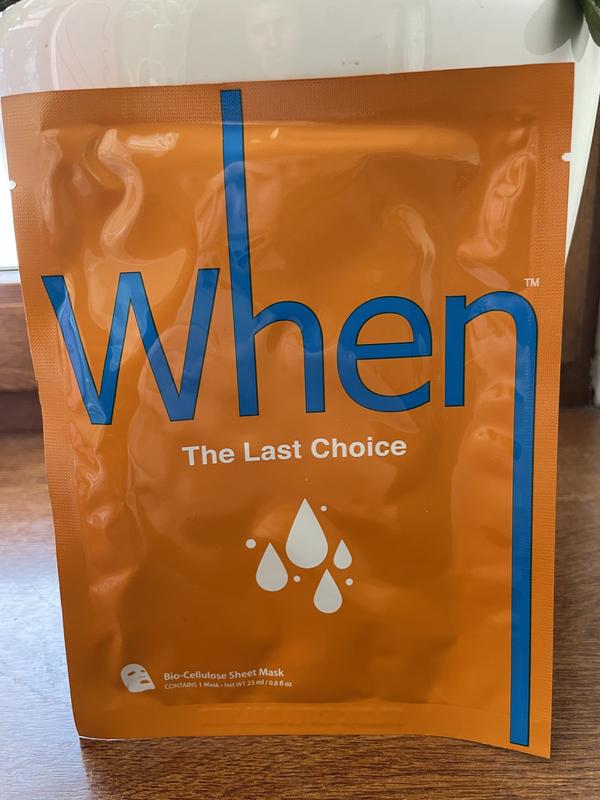 When™
The Last Choice
Bio-Cellulose Sheet Mask
CONTAINS 1 Mask • Net WT 23 ml / 0.8 fl oz